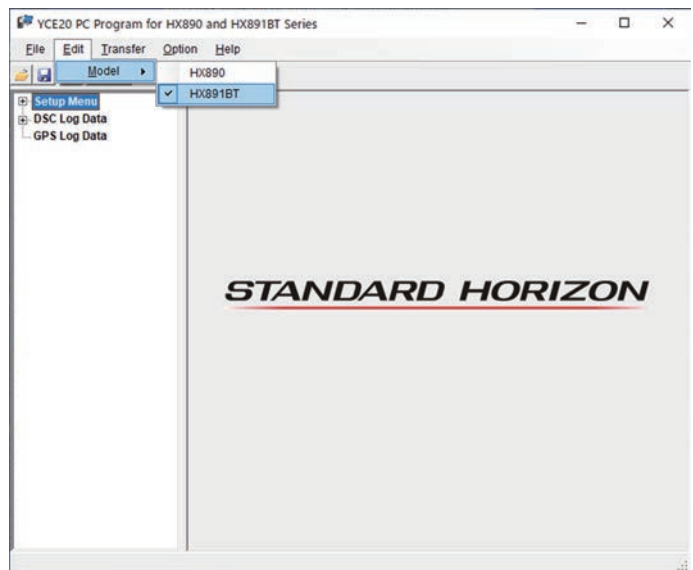 YCE20 PC Program for HX890 and HX891BT Series
File Edit Transfer Option Help
Model
HX890
HX891BT
Setup Menu
DSC Log Data
GPS Log Data
STANDARD HORIZON